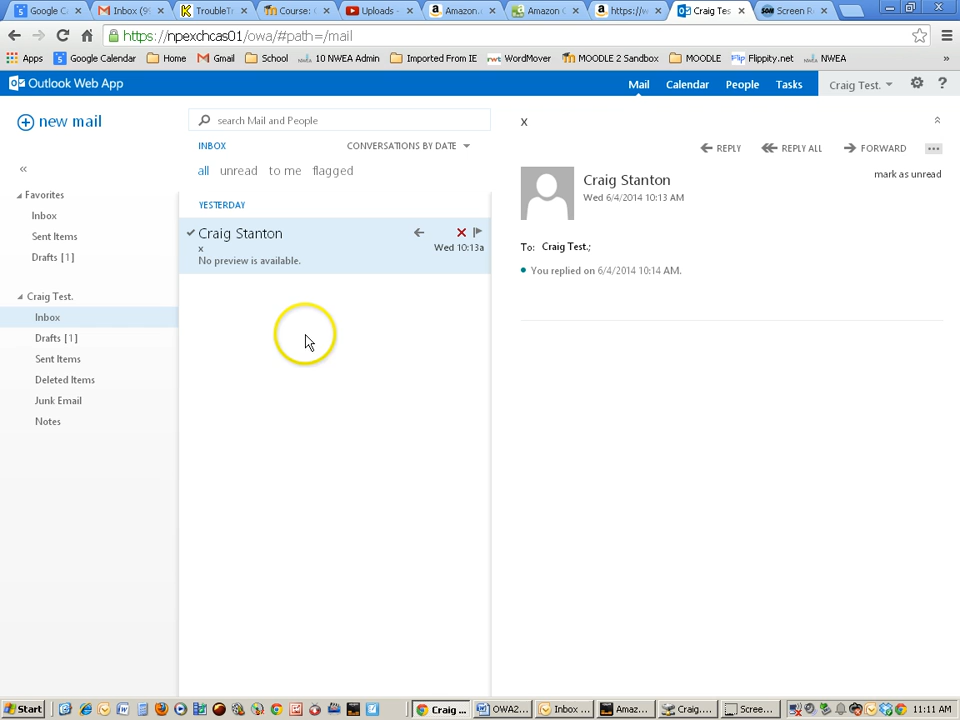 Google C
Inbox (9
TroubleT
Course:
Uploads -
Amazon.
Amazon
https://w
Craig Tes
Screen R
https://npexchcas01/owa/#path=/mail
Apps Google Calendar Home Gmail School 10 NWEA Admin Imported From IE rwt WordMover MOODLE 2 Sandbox MOODLE Flip Flippity.net NWEA »
Outlook Web App Mail Calendar People Tasks Craig Test. ?
new mail
search Mail and People
x
INBOX CONVERSATIONS BY DATE
REPLY REPLY ALL FORWARD ...
«
all unread to me flagged
mark as unread
Favorites
Inbox
Sent Items
Drafts [1]
Craig Test.
Inbox
Drafts [1]
Sent Items
Deleted Items
Junk Email
Notes
YESTERDAY
Craig Stanton
x
Wed 10:13a
No preview is available.
Craig Stanton
Wed 6/4/2014 10:13 AM
To: Craig Test.;
You replied on 6/4/2014 10:14 AM.
Start
Craig ...
OWA2...
Inbox ...
Amaz...
Craig....
Scree...
11:11 AM